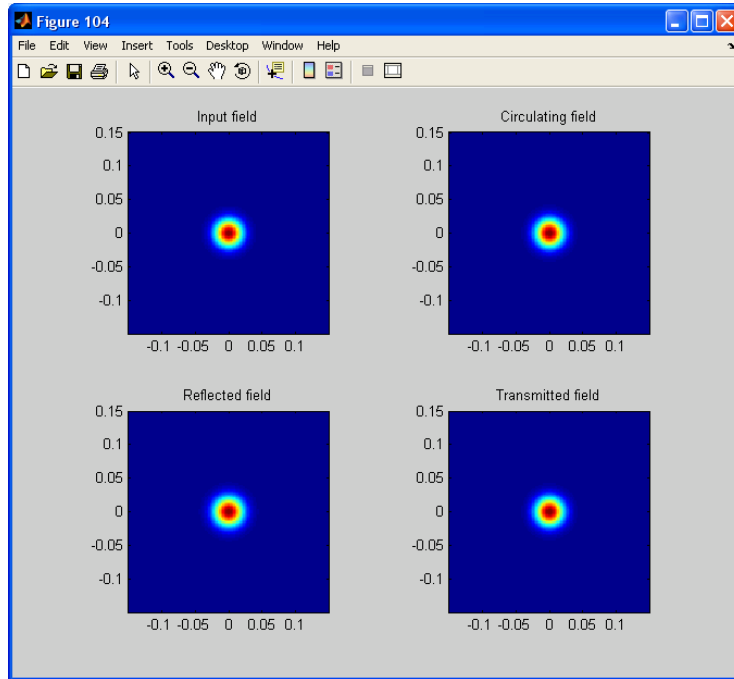 Figure 104
File Edit View Insert Tools Desktop Window Help
Input field
0.15
0.1
0.05
0
-0.05
-0.1
-0.1 -0.05 0 0.05 0.1
Circulating field
0.15
0.1
0.05
0
-0.05
-0.1
-0.1 -0.05 0 0.05 0.1
Reflected field
0.15
0.1
0.05
0
-0.05
-0.1
-0.1 -0.05 0 0.05 0.1
Transmitted field
0.15
0.1
0.05
0
-0.05
-0.1
-0.1 -0.05 0 0.05 0.1